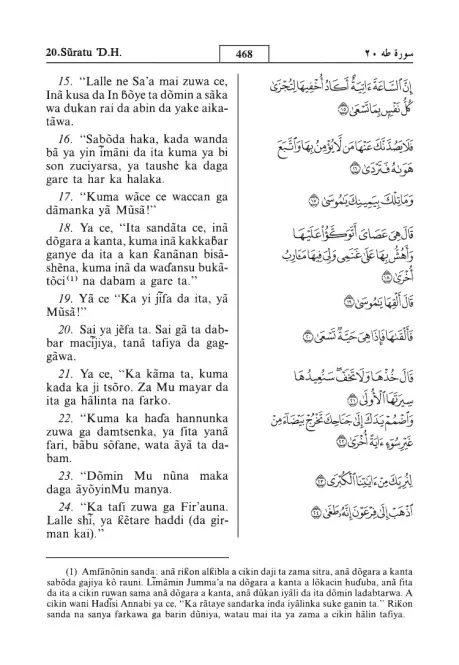 20.Sūratu Ɗ.H.
468
سورة طه ٢٠
15. "Lalle ne Sa'a mai zuwa ce,
Inā kusa da In ɓōye ta dōmin a sāka
wa dukan rai da abin da yake aika-
tāwa.
16. "Sabōda haka, kada wanda
bā ya yin īmāni da ita kuma ya bi
son zuciyarsa, ya taushe ka daga
gare ta har ka halaka.
17. "Kuma wāce ce waccan ga
dāmanka yā Mūsā!"
18. Ya ce, "Ita sandāta ce, inā
dōgara a kanta, kuma inā kakkaɓar
ganye da ita a kan ƙanānan bisā-
shēna, kuma inā da waɗansu bukā-
tōci⁽¹⁾ na dabam a gare ta."
19. Yā ce "Ka yi jīfa da ita, yā
Mūsā!"
20. Sai ya jēfa ta. Sai gā ta dab-
bar macījiya, tanā tafiya da gag-
gāwa.
21. Ya ce, "Ka kāma ta, kuma
kada ka ji tsōro. Za Mu mayar da
ita ga hālinta na farko.
22. "Kuma ka haɗa hannunka
zuwa ga damtsenka, ya fita yanā
fari, bābu sōfane, wata āyā ta da-
bam.
23. "Dōmin Mu nūna maka
daga āyōyinMu manya.
24. "Ka tafi zuwa ga Fir'auna.
Lalle shī, ya ƙētare haddi (da gir-
man kai)."
إِنَّ ٱلسَّاعَةَ ءَاتِيَةٌ أَكَادُ أُخْفِيهَا لِتُجْزَىٰ
كُلُّ نَفْسٍ بِمَا تَسْعَىٰ ١٥
فَلَا يَصُدَّنَّكَ عَنْهَا مَن لَّا يُؤْمِنُ بِهَا وَٱتَّبَعَ
هَوَىٰهُ فَتَرْدَىٰ ١٦
وَمَا تِلْكَ بِيَمِينِكَ يَٰمُوسَىٰ ١٧
قَالَ هِىَ عَصَاىَ أَتَوَكَّؤُا۟ عَلَيْهَا
وَأَهُشُّ بِهَا عَلَىٰ غَنَمِى وَلِىَ فِيهَا مَـَٔارِبُ
أُخْرَىٰ ١٨
قَالَ أَلْقِهَا يَٰمُوسَىٰ ١٩
فَأَلْقَىٰهَا فَإِذَا هِىَ حَيَّةٌ تَسْعَىٰ ٢٠
قَالَ خُذْهَا وَلَا تَخَفْ سَنُعِيدُهَا
سِيرَتَهَا ٱلْأُولَىٰ ٢١
وَٱضْمُمْ يَدَكَ إِلَىٰ جَنَاحِكَ تَخْرُجْ بَيْضَآءَ مِنْ
غَيْرِ سُوٓءٍ ءَايَةً أُخْرَىٰ ٢٢
لِنُرِيَكَ مِنْ ءَايَٰتِنَا ٱلْكُبْرَى ٢٣
ٱذْهَبْ إِلَىٰ فِرْعَوْنَ إِنَّهُۥ طَغَىٰ ٢٤
(1) Amfānōnin sanda; anā riƙon alƙibla a cikin daji ta zama sitra, anā dōgara a kanta
sabōda gajiya kō rauni. Līmāmin Jumma'a na dōgara a kanta a lōkacin huɗuba, anā fita
da ita a cikin ruwan sama anā dōgara a kanta, anā dūkan iyāli da ita dōmin ladabtarwa. A
cikin wani Hadīsi Annabi ya ce, "Ka rātaye sandarka inda iyālinka suke ganin ta." Riƙon
sanda na sanya farkawa ga barin dūniya, watau mai ita ya zama a cikin hālin tafiya.